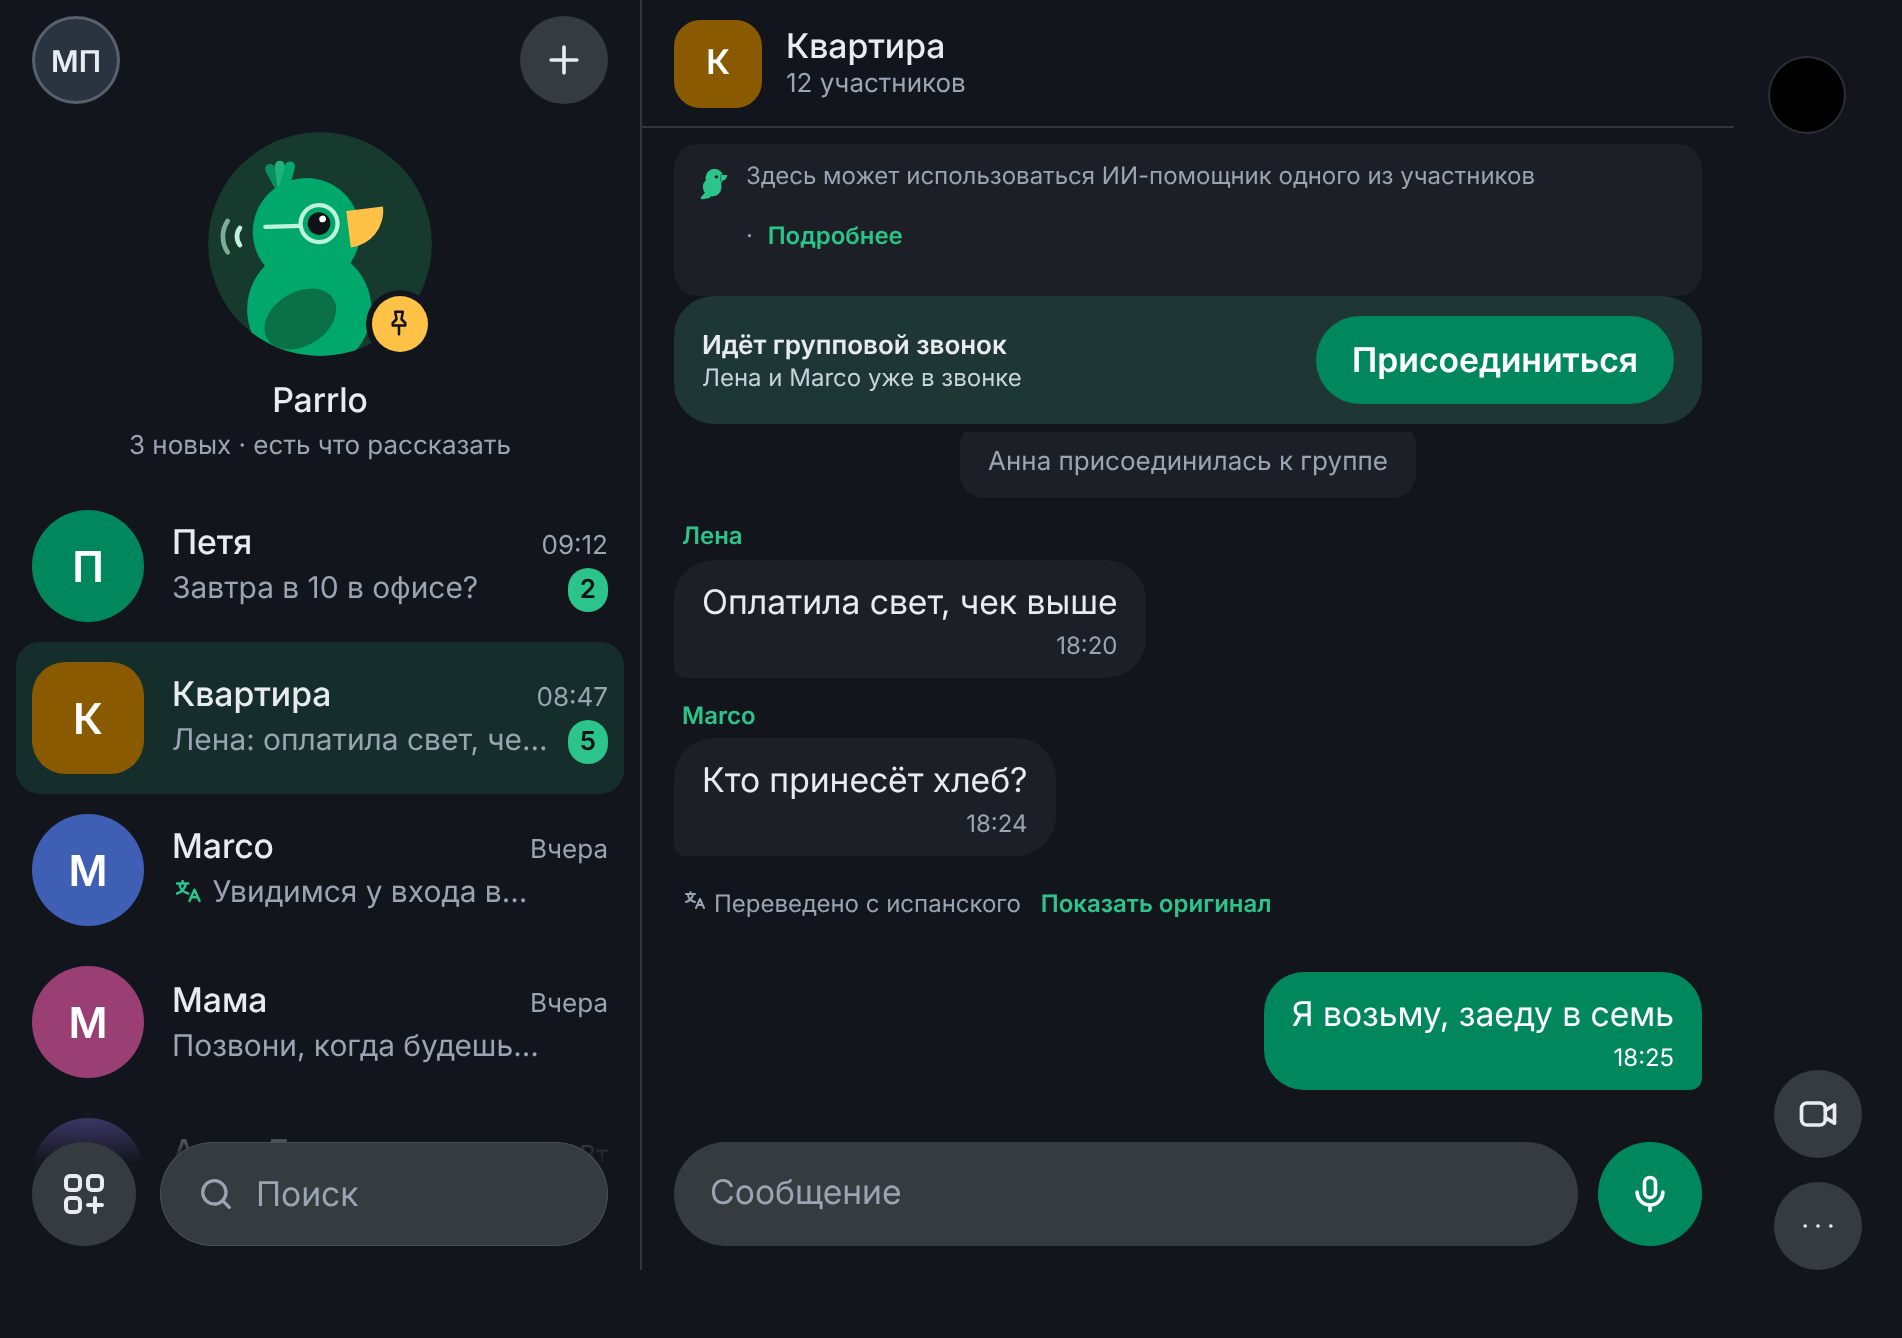 МП
Parrlo
3 новых · есть что рассказать
П
Петя
09:12
Завтра в 10 в офисе?
2
К
Квартира
08:47
Лена: оплатила свет, че...
5
M
Marco
Вчера
Увидимся у входа в...
М
Мама
Вчера
Позвони, когда будешь...
Поиск
К
Квартира
12 участников
Здесь может использоваться ИИ-помощник одного из участников
· Подробнее
Идёт групповой звонок
Лена и Marco уже в звонке
Присоединиться
Анна присоединилась к группе
Лена
Оплатила свет, чек выше
18:20
Marco
Кто принесёт хлеб?
18:24
Переведено с испанского Показать оригинал
Я возьму, заеду в семь
18:25
Сообщение